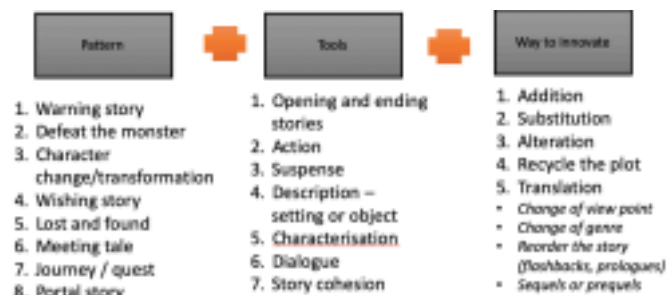 Pattern
1. Warning story
2. Defeat the monster
3. Character
change/transformation
4. Wishing story
5. Lost and found
6. Meeting tale
7. Journey / quest
8. Portal story
Tools
1. Opening and ending
stories
2. Action
3. Suspense
4. Description –
setting or object
5. Characterisation
6. Dialogue
7. Story cohesion
Way to Innovate
1. Addition
2. Substitution
3. Alteration
4. Recycle the plot
5. Translation
• Change of view point
• Change of genre
• Reorder the story
(flashbacks, prologues)
• Sequels or prequels